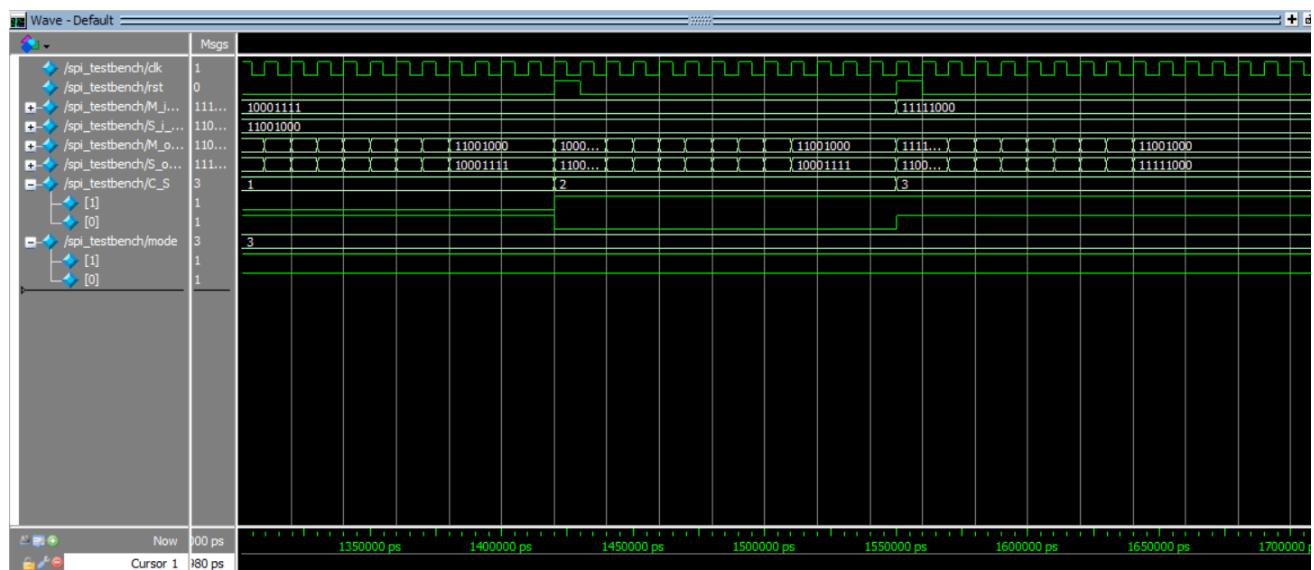 Wave - Default
Msgs
/spi_testbench/clk 1
/spi_testbench/rst 0
/spi_testbench/M_i... 111... 10001111 11111000
/spi_testbench/S_i_... 110... 11001000
/spi_testbench/M_o... 110... 11001000 1000... 11001000 1111... 11001000
/spi_testbench/S_o... 111... 10001111 1100... 10001111 1100... 11111000
/spi_testbench/C_S 3 1 2 3
[1] 1
[0] 1
/spi_testbench/mode 3 3
[1] 1
[0] 1
Now 000 ps 1350000 ps 1400000 ps 1450000 ps 1500000 ps 1550000 ps 1600000 ps 1650000 ps 1700000
Cursor 1 980 ps